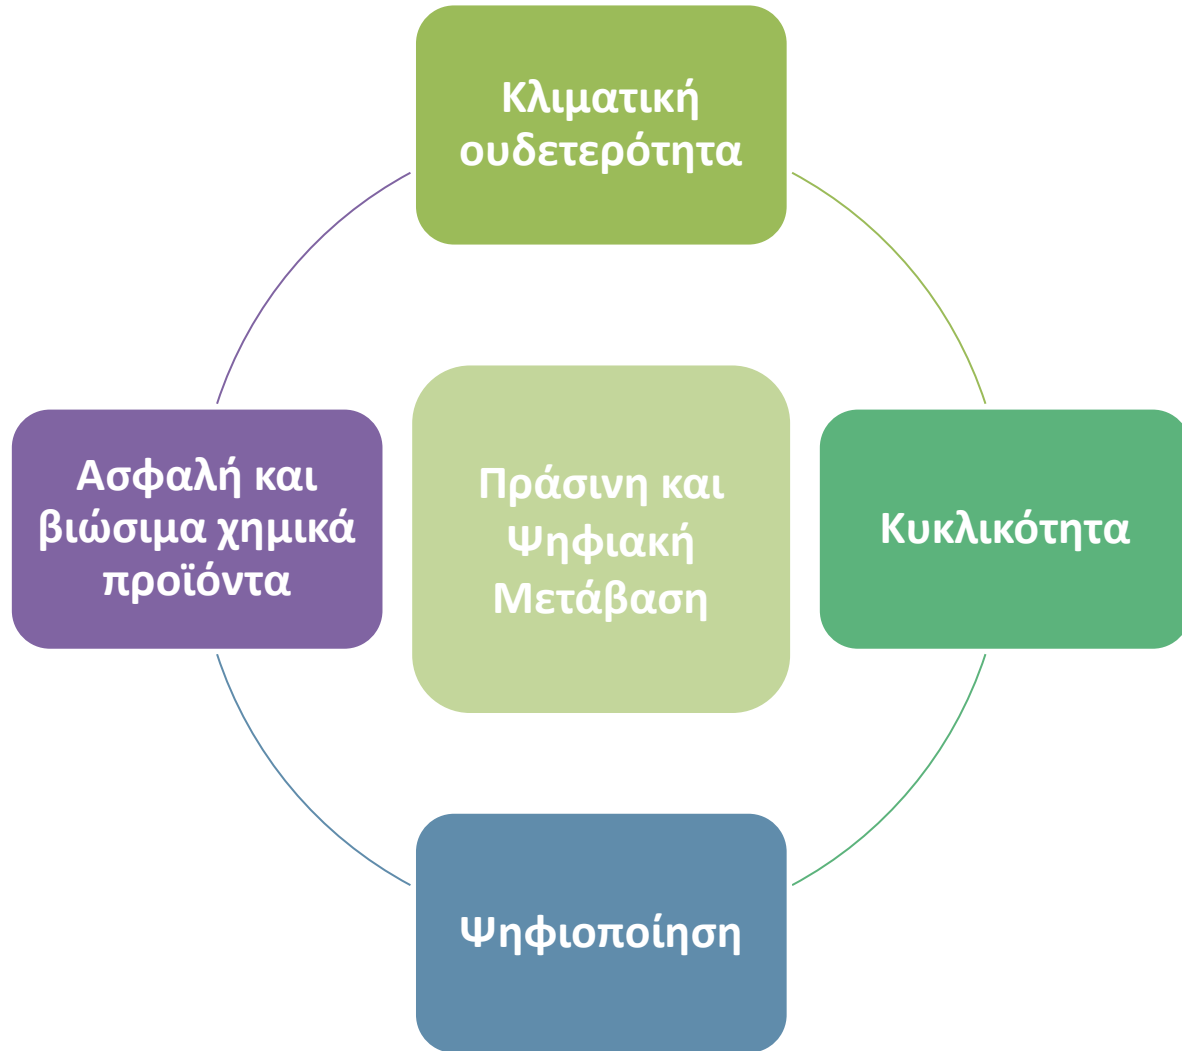 Κλιματική
ουδετερότητα
Ασφαλή και
βιώσιμα χημικά
προϊόντα
Πράσινη και
Ψηφιακή
Μετάβαση
Κυκλικότητα
Ψηφιοποίηση